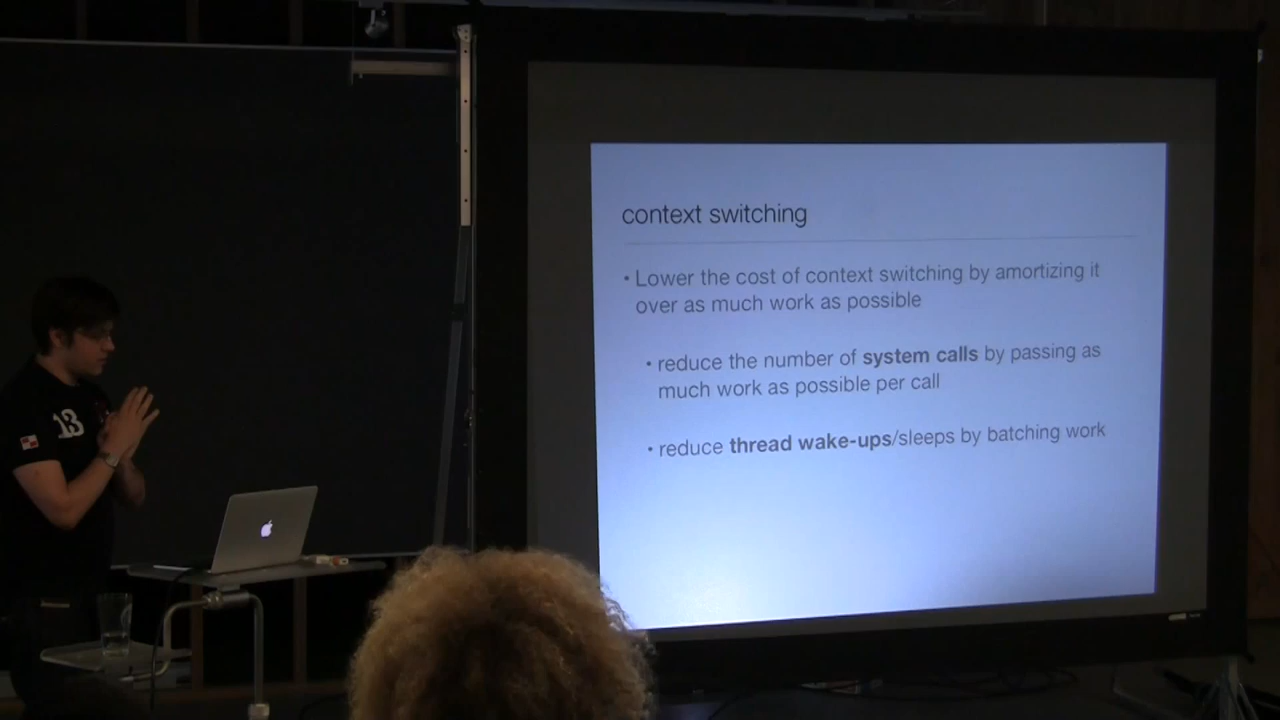 context switching
• Lower the cost of context switching by amortizing it
over as much work as possible
• reduce the number of system calls by passing as
much work as possible per call
• reduce thread wake-ups/sleeps by batching work
13